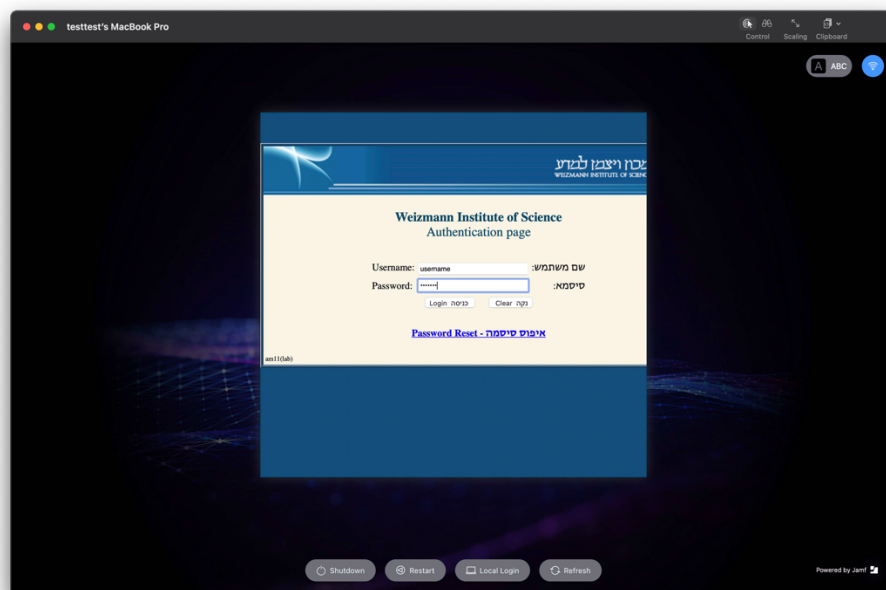 testtest's MacBook Pro
Control Scaling Clipboard
A ABC
מכון ויצמן למדע
WEIZMANN INSTITUTE OF SCIENC
Weizmann Institute of Science
Authentication page
Username: username שם משתמש:
Password: סיסמא:
Login כניסה Clear נקה
Password Reset - איפוס סיסמה
am11(lab)
Shutdown Restart Local Login Refresh
Powered by Jamf